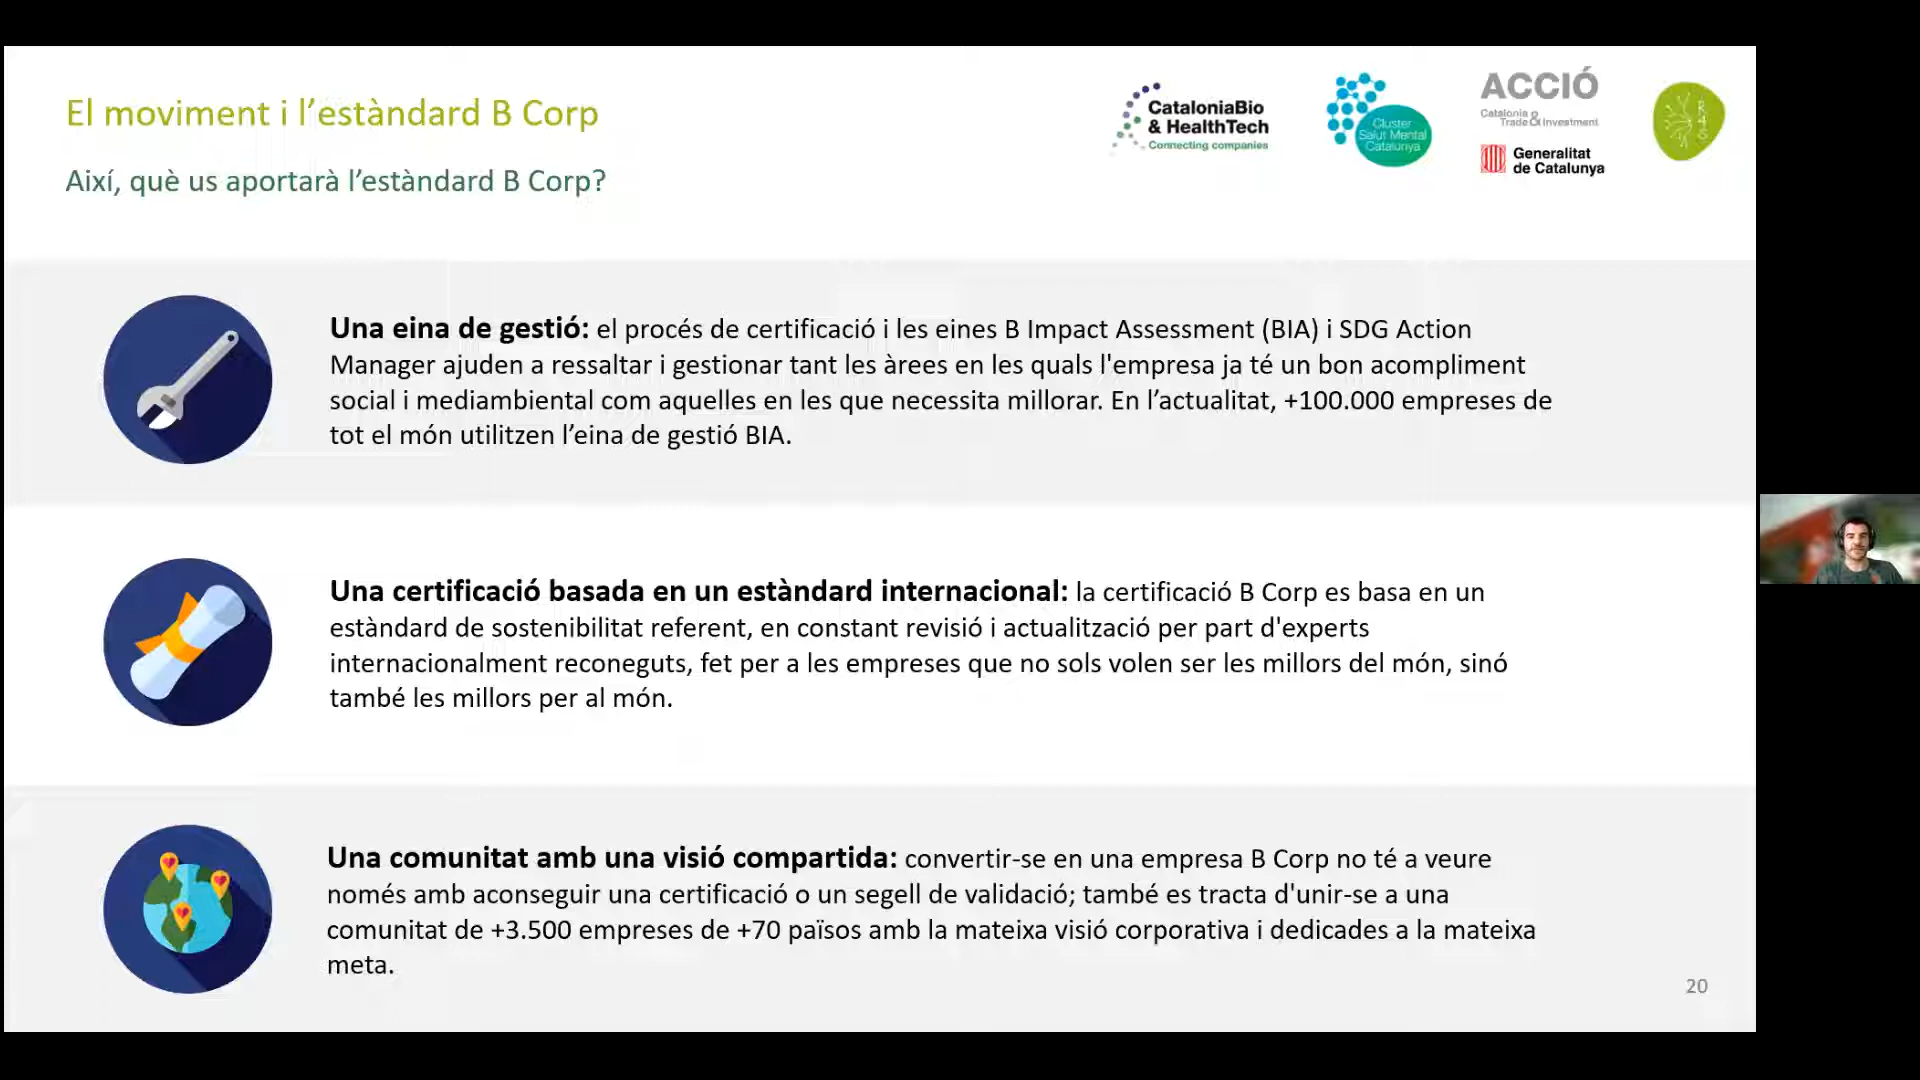 El moviment i l’estàndard B Corp
Així, què us aportarà l’estàndard B Corp?
CataloniaBio
& HealthTech
Connecting companies
Cluster
Salut Mental
Catalunya
ACCIÓ
Catalonia
Trade & Investment
Generalitat
de Catalunya
Una eina de gestió: el procés de certificació i les eines B Impact Assessment (BIA) i SDG Action
Manager ajuden a ressaltar i gestionar tant les àrees en les quals l'empresa ja té un bon acompliment
social i mediambiental com aquelles en les que necessita millorar. En l’actualitat, +100.000 empreses de
tot el món utilitzen l’eina de gestió BIA.
Una certificació basada en un estàndard internacional: la certificació B Corp es basa en un
estàndard de sostenibilitat referent, en constant revisió i actualització per part d'experts
internacionalment reconeguts, fet per a les empreses que no sols volen ser les millors del món, sinó
també les millors per al món.
Una comunitat amb una visió compartida: convertir-se en una empresa B Corp no té a veure
només amb aconseguir una certificació o un segell de validació; també es tracta d'unir-se a una
comunitat de +3.500 empreses de +70 països amb la mateixa visió corporativa i dedicades a la mateixa
meta.
20